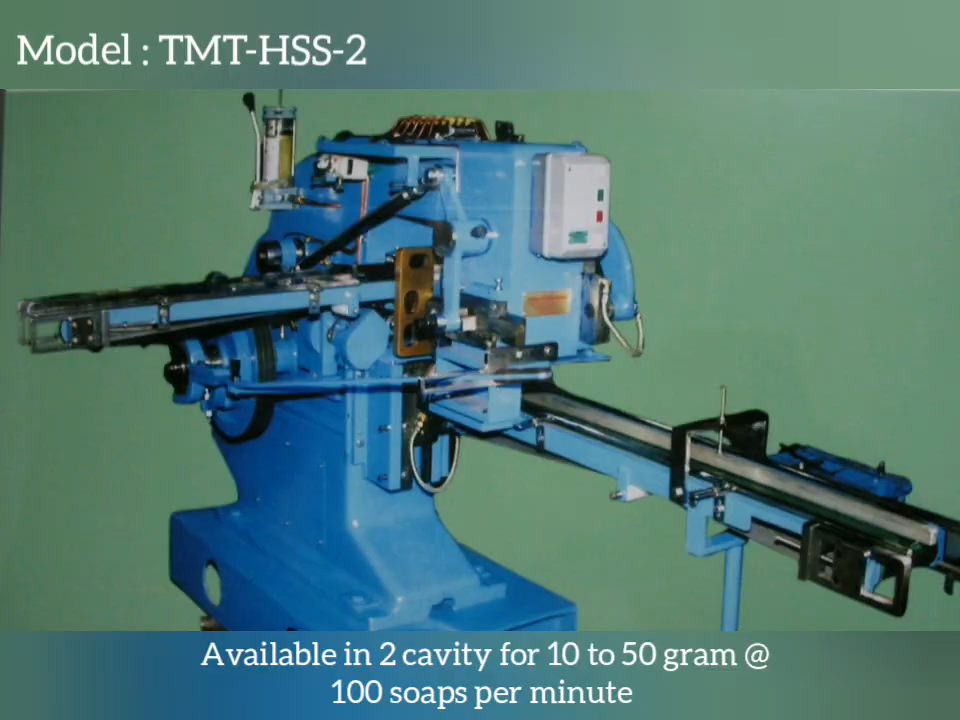 Model : TMT-HSS-2
Available in 2 cavity for 10 to 50 gram @
100 soaps per minute